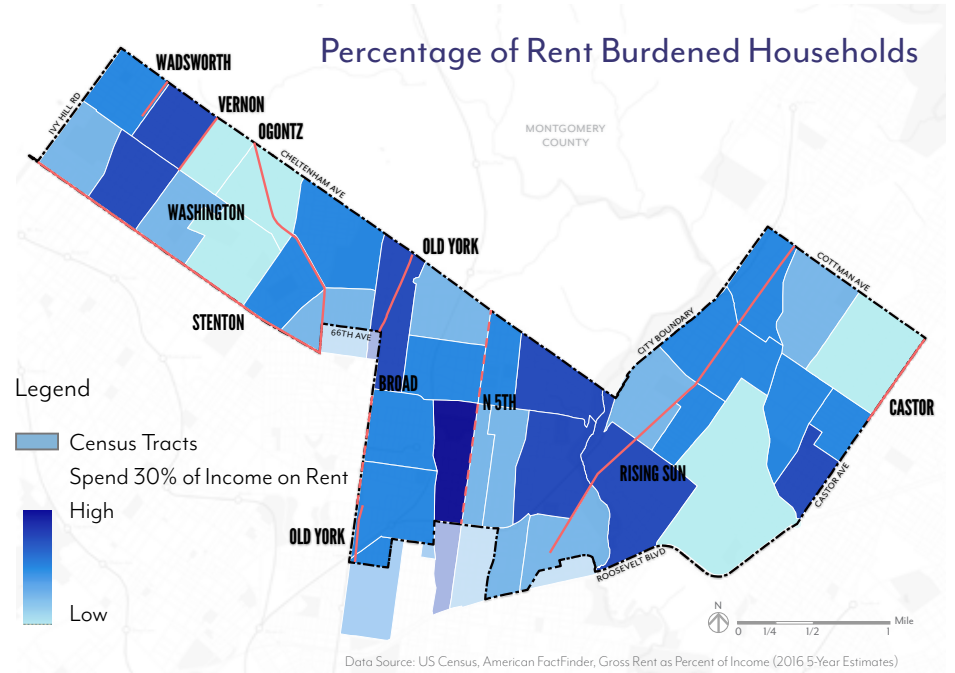 Percentage of Rent Burdened Households
WADSWORTH
IVY HILL RD
VERNON
OGONTZ
CHELTENHAM AVE
MONTGOMERY
COUNTY
WASHINGTON
OLD YORK
COTTMAN AVE
STENTON
66TH AVE
CITY BOUNDARY
BROAD
N 5TH
CASTOR
RISING SUN
CASTOR AVE
OLD YORK
ROOSEVELT BLVD
Legend
Census Tracts
Spend 30% of Income on Rent
High
Low
N
0 1/4 1/2 1 Mile
Data Source: US Census, American FactFinder, Gross Rent as Percent of Income (2016 5-Year Estimates)